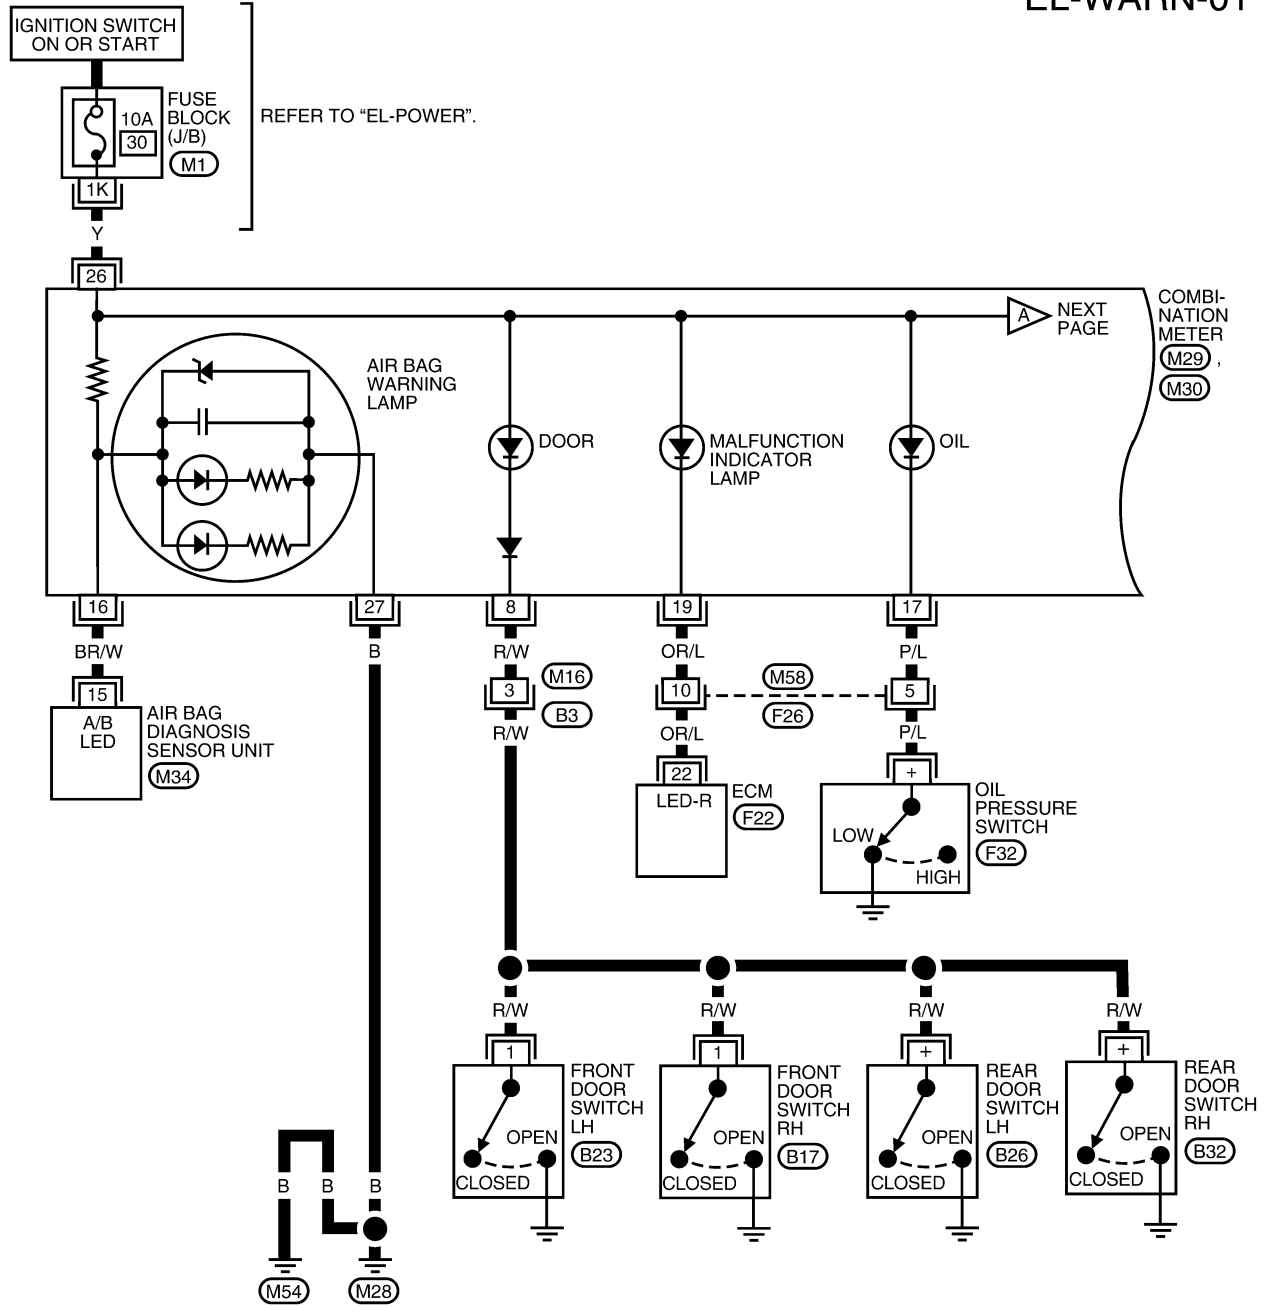 EL-WARN-01
IGNITION SWITCH
ON OR START
FUSE
BLOCK
(J/B)
10A
30
M1
REFER TO “EL-POWER”.
1K
Y
26
A
NEXT
PAGE
COMBI-
NATION
METER
M29 ,
M30
AIR BAG
WARNING
LAMP
DOOR
MALFUNCTION
INDICATOR
LAMP
OIL
16
27
8
19
17
BR/W
B
R/W
OR/L
P/L
15
3
M16
B3
10
M58
F26
5
A/B
LED
AIR BAG
DIAGNOSIS
SENSOR UNIT
M34
R/W
OR/L
P/L
22
+
LED-R
ECM
F22
OIL
PRESSURE
SWITCH
F32
LOW
HIGH
R/W
R/W
R/W
R/W
1
1
+
+
FRONT
DOOR
SWITCH
LH
B23
OPEN
CLOSED
FRONT
DOOR
SWITCH
RH
B17
OPEN
CLOSED
REAR
DOOR
SWITCH
LH
B26
OPEN
CLOSED
REAR
DOOR
SWITCH
RH
B32
OPEN
CLOSED
B
B
B
M54
M28